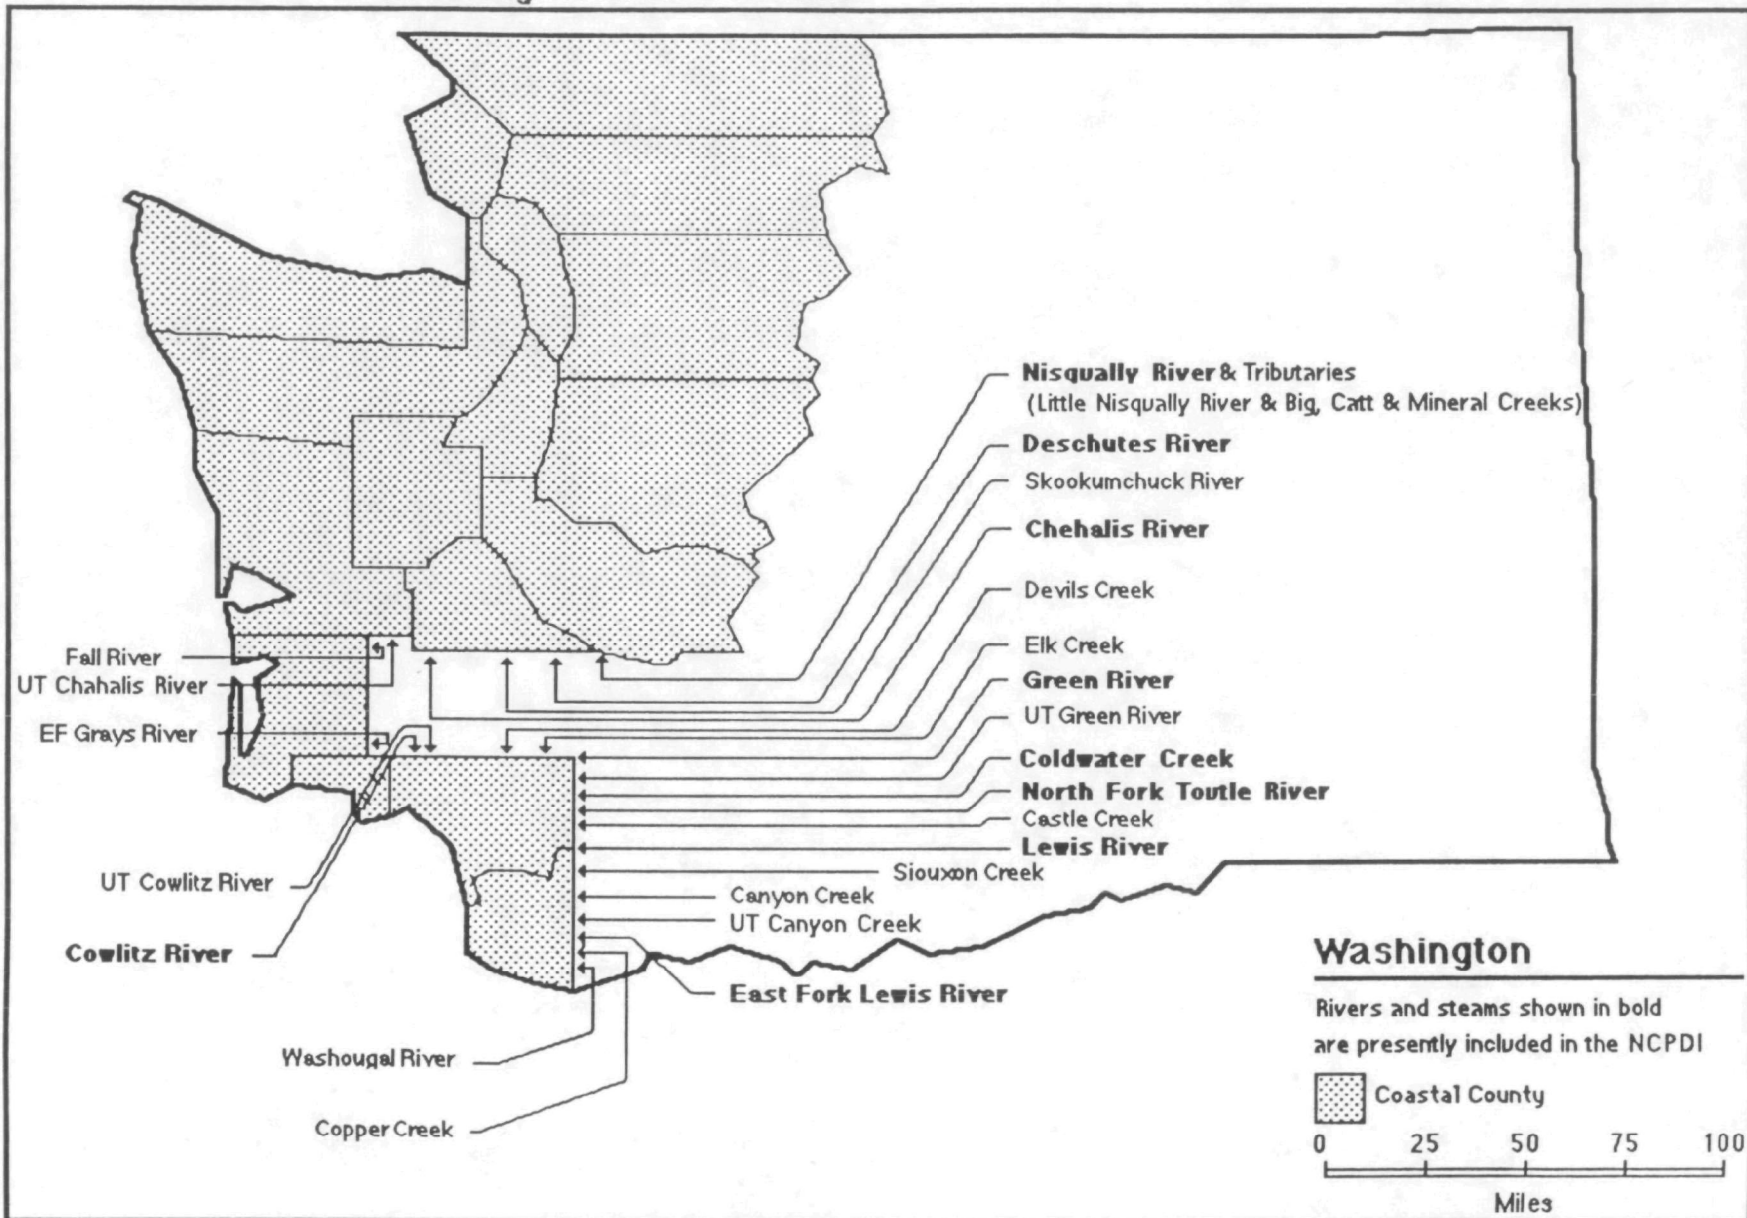 Nisqually River & Tributaries
(Little Nisqually River & Big, Catt & Mineral Creeks)
Deschutes River
Skookumchuck River
Chehalis River
Devils Creek
Elk Creek
Green River
UT Green River
Coldwater Creek
North Fork Toutle River
Castle Creek
Lewis River
Siouxon Creek
Canyon Creek
UT Canyon Creek
East Fork Lewis River
Fall River
UT Chahalis River
EF Grays River
UT Cowlitz River
Cowlitz River
Washougal River
Copper Creek
Washington
Rivers and steams shown in bold
are presently included in the NCPDI
Coastal County
0 25 50 75 100
Miles